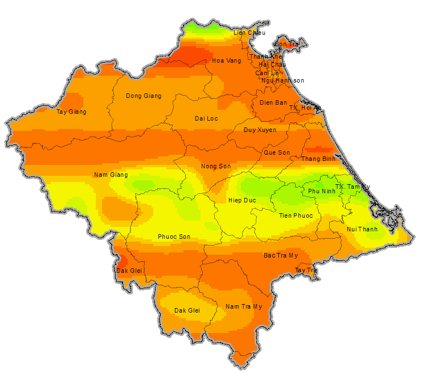 Lien Chieu
Son Tra
Thanh Khe
Hoa Vang
Hai Chau
Cam Le
Ngu Hanh son
Dong Giang
Dien Ban
Tay Giang
TX. Hoi An
Dai Loc
Duy Xuyen
Que Son
Thang Binh
Nong Son
Nam Giang
TX. Tam Ky
Phu Ninh
Hiep Duc
Tien Phuoc
Nui Thanh
Phuoc Son
Bac Tra My
Tay Tra
Dak Glei
Nam Tra My
Dak Glei